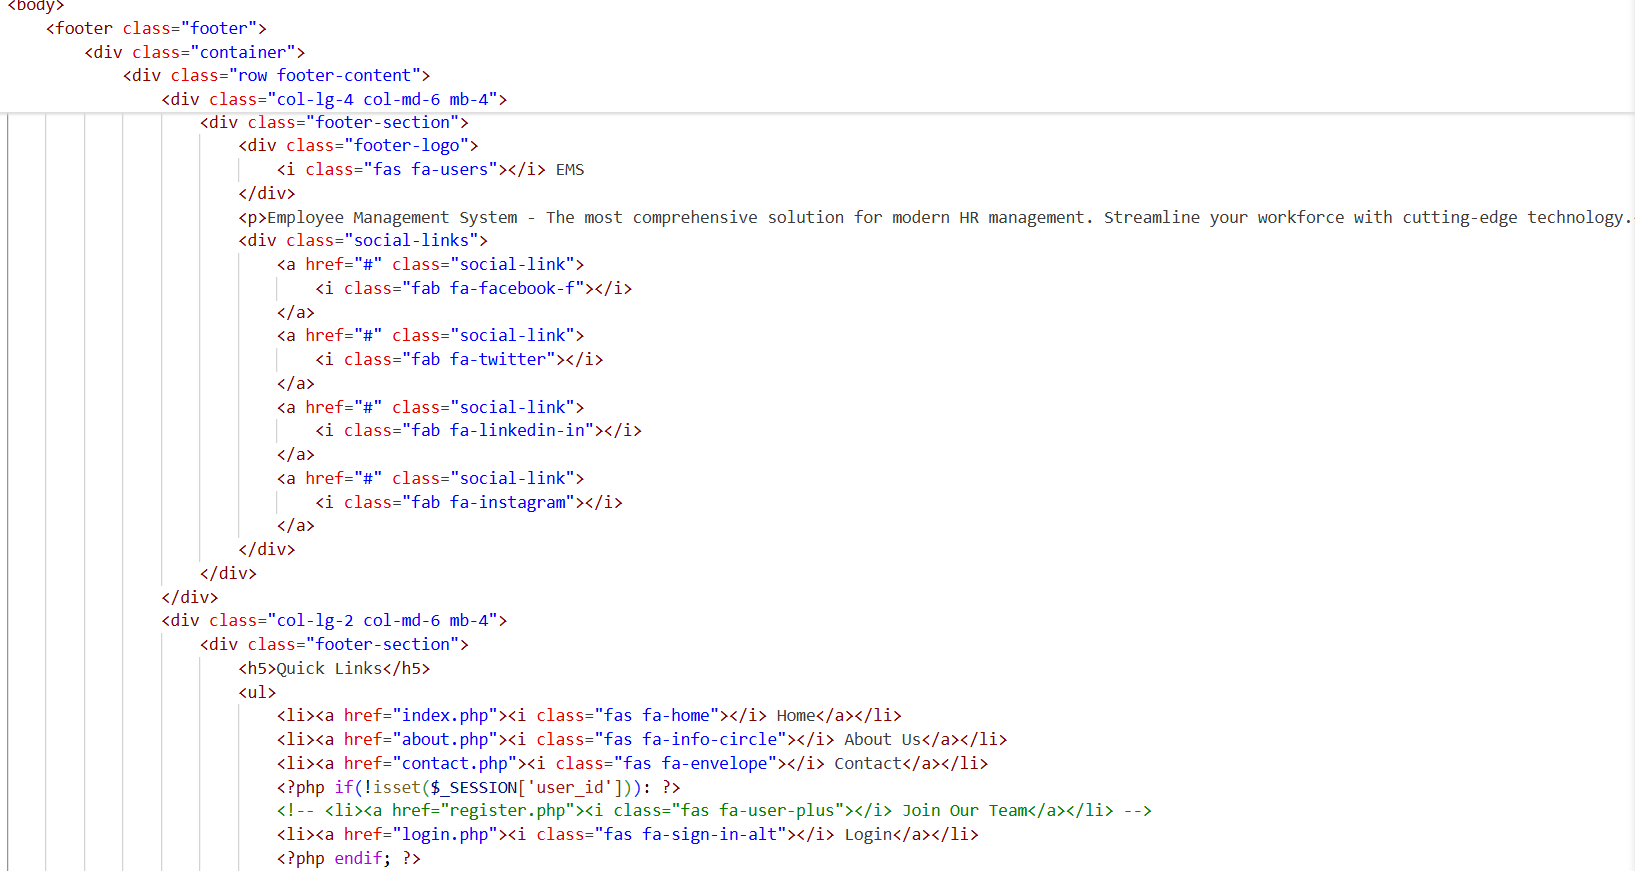 <body>
    <footer class="footer">
        <div class="container">
            <div class="row footer-content">
                <div class="col-lg-4 col-md-6 mb-4">
                    <div class="footer-section">
                        <div class="footer-logo">
                            <i class="fas fa-users"></i> EMS
                        </div>
                        <p>Employee Management System - The most comprehensive solution for modern HR management. Streamline your workforce with cutting-edge technology.
                        <div class="social-links">
                            <a href="#" class="social-link">
                                <i class="fab fa-facebook-f"></i>
                            </a>
                            <a href="#" class="social-link">
                                <i class="fab fa-twitter"></i>
                            </a>
                            <a href="#" class="social-link">
                                <i class="fab fa-linkedin-in"></i>
                            </a>
                            <a href="#" class="social-link">
                                <i class="fab fa-instagram"></i>
                            </a>
                        </div>
                    </div>
                </div>
                <div class="col-lg-2 col-md-6 mb-4">
                    <div class="footer-section">
                        <h5>Quick Links</h5>
                        <ul>
                            <li><a href="index.php"><i class="fas fa-home"></i> Home</a></li>
                            <li><a href="about.php"><i class="fas fa-info-circle"></i> About Us</a></li>
                            <li><a href="contact.php"><i class="fas fa-envelope"></i> Contact</a></li>
                            <?php if(!isset($_SESSION['user_id'])): ?>
                            <!-- <li><a href="register.php"><i class="fas fa-user-plus"></i> Join Our Team</a></li> -->
                            <li><a href="login.php"><i class="fas fa-sign-in-alt"></i> Login</a></li>
                            <?php endif; ?>